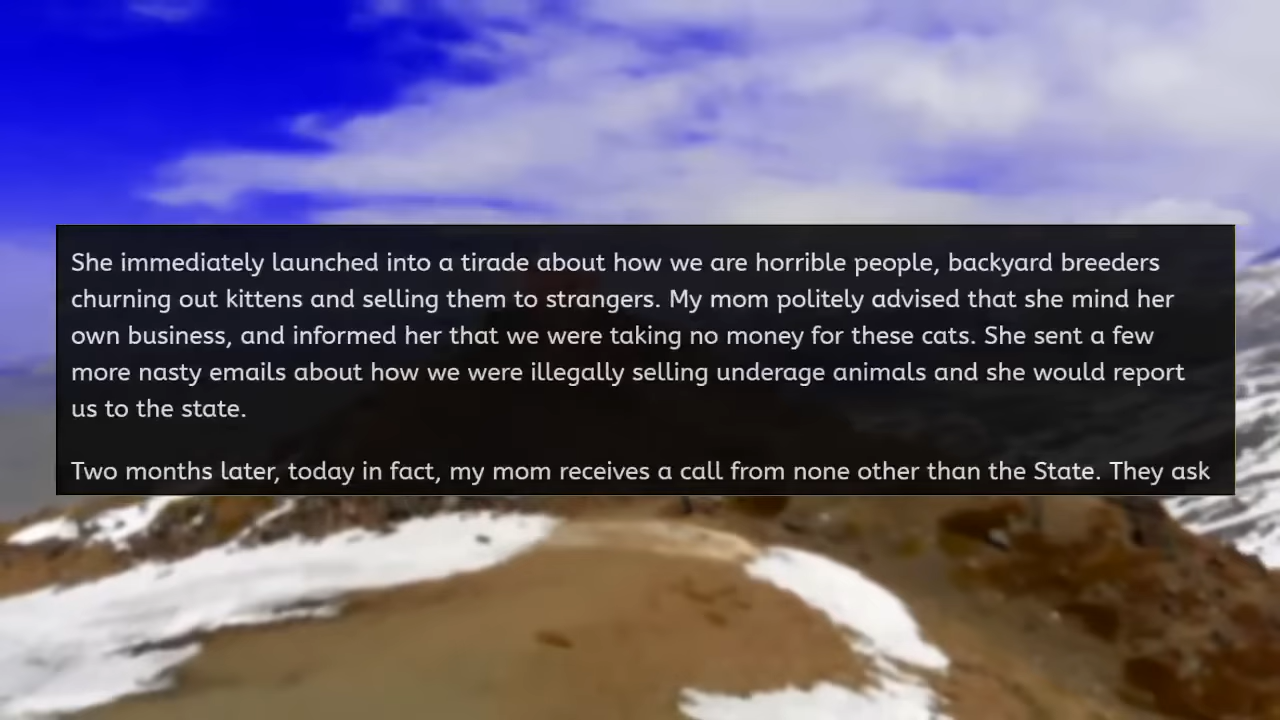 She immediately launched into a tirade about how we are horrible people, backyard breeders
churning out kittens and selling them to strangers. My mom politely advised that she mind her
own business, and informed her that we were taking no money for these cats. She sent a few
more nasty emails about how we were illegally selling underage animals and she would report
us to the state.
Two months later, today in fact, my mom receives a call from none other than the State. They ask